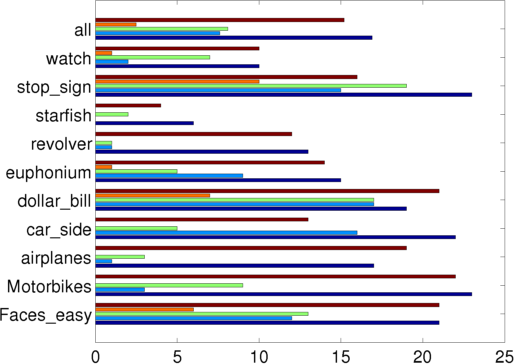 all
watch
stop_sign
starfish
revolver
euphonium
dollar_bill
car_side
airplanes
Motorbikes
Faces_easy
0 5 10 15 20 25